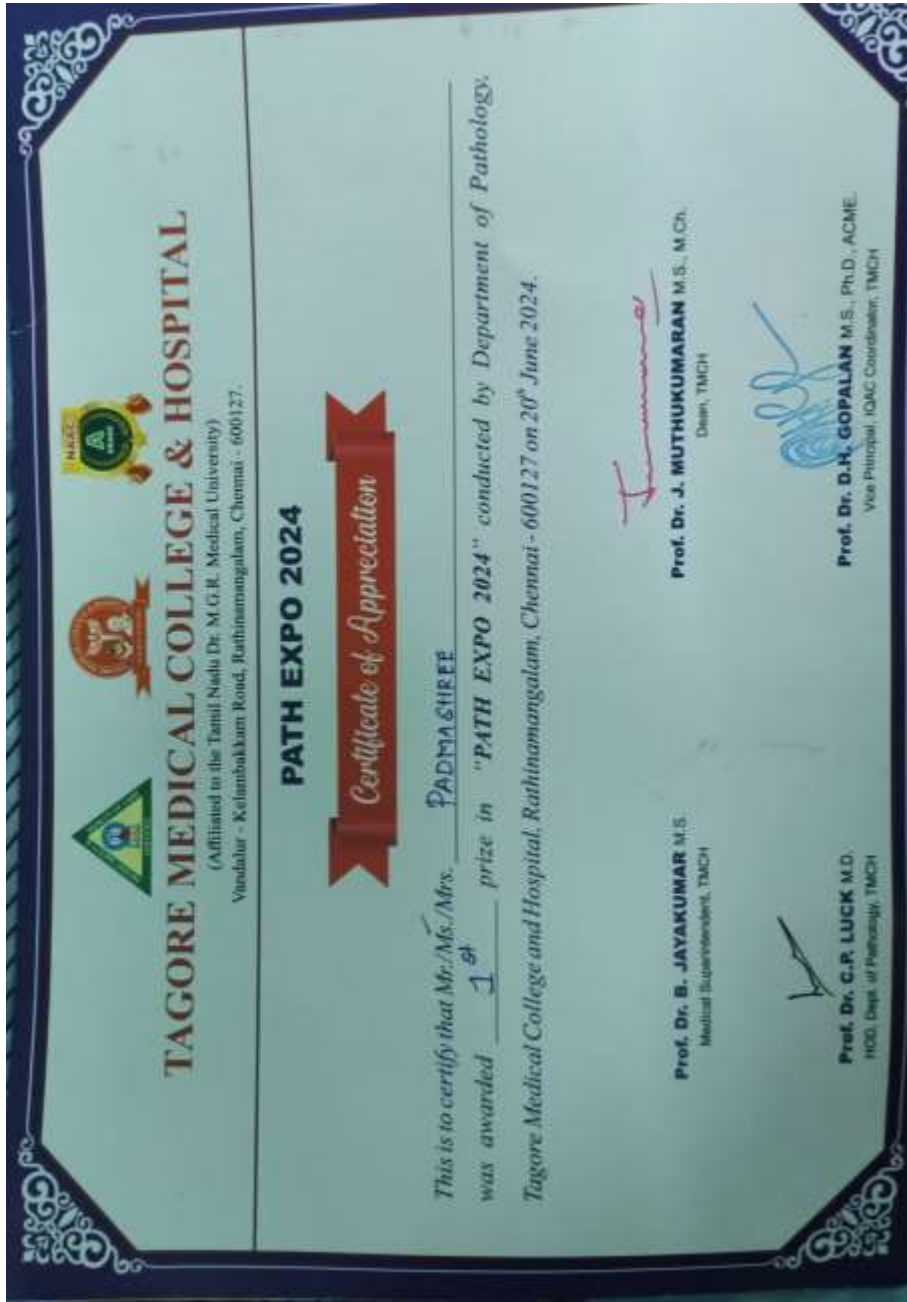 NAAC
A
TAGORE MEDICAL COLLEGE & HOSPITAL
(Affiliated to the Tamil Nadu Dr. M.G.R. Medical University)
Vandalur - Kelambakkam Road, Rathinamangalam, Chennai - 600127.
PATH EXPO 2024
Certificate of Appreciation
This is to certify that Mr./Ms./Mrs. PADMASHREE
was awarded 1st prize in "PATH EXPO 2024" conducted by Department of Pathology,
Tagore Medical College and Hospital, Rathinamangalam, Chennai - 600127 on 20th June 2024.
Prof. Dr. B. JAYAKUMAR M.S.
Medical Superintendent, TMCH
Prof. Dr. J. MUTHUKUMARAN M.S., M.Ch.
Dean, TMCH
Prof. Dr. C.P. LUCK M.D.
HOD, Dept. of Pathology, TMCH
Prof. Dr. D.H. GOPALAN M.S., Ph.D., ACME.
Vice Principal, IQAC Coordinator, TMCH